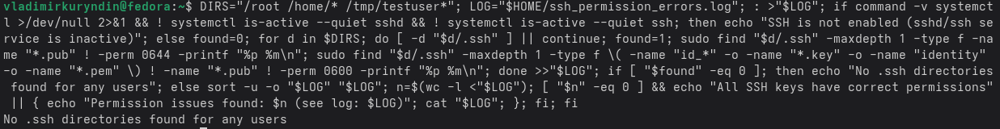 vladimirkuryndin@fedora:~$ DIRS="/root /home/* /tmp/testuser*"; LOG="$HOME/ssh_permission_errors.log"; : >"$LOG"; if command -v systemct
l >/dev/null 2>&1 && ! systemctl is-active --quiet sshd && ! systemctl is-active --quiet ssh; then echo "SSH is not enabled (sshd/ssh se
rvice is inactive)"; else found=0; for d in $DIRS; do [ -d "$d/.ssh" ] || continue; found=1; sudo find "$d/.ssh" -maxdepth 1 -type f -na
me "*.pub" ! -perm 0644 -printf "%p %m\n"; sudo find "$d/.ssh" -maxdepth 1 -type f \( -name "id_*" -o -name "*.key" -o -name "identity"
-o -name "*.pem" \) ! -name "*.pub" ! -perm 0600 -printf "%p %m\n"; done >>"$LOG"; if [ "$found" -eq 0 ]; then echo "No .ssh directories
 found for any users"; else sort -u -o "$LOG" "$LOG"; n=$(wc -l <"$LOG"); [ "$n" -eq 0 ] && echo "All SSH keys have correct permissions"
 || { echo "Permission issues found: $n (see log: $LOG)"; cat "$LOG"; }; fi; fi
No .ssh directories found for any users